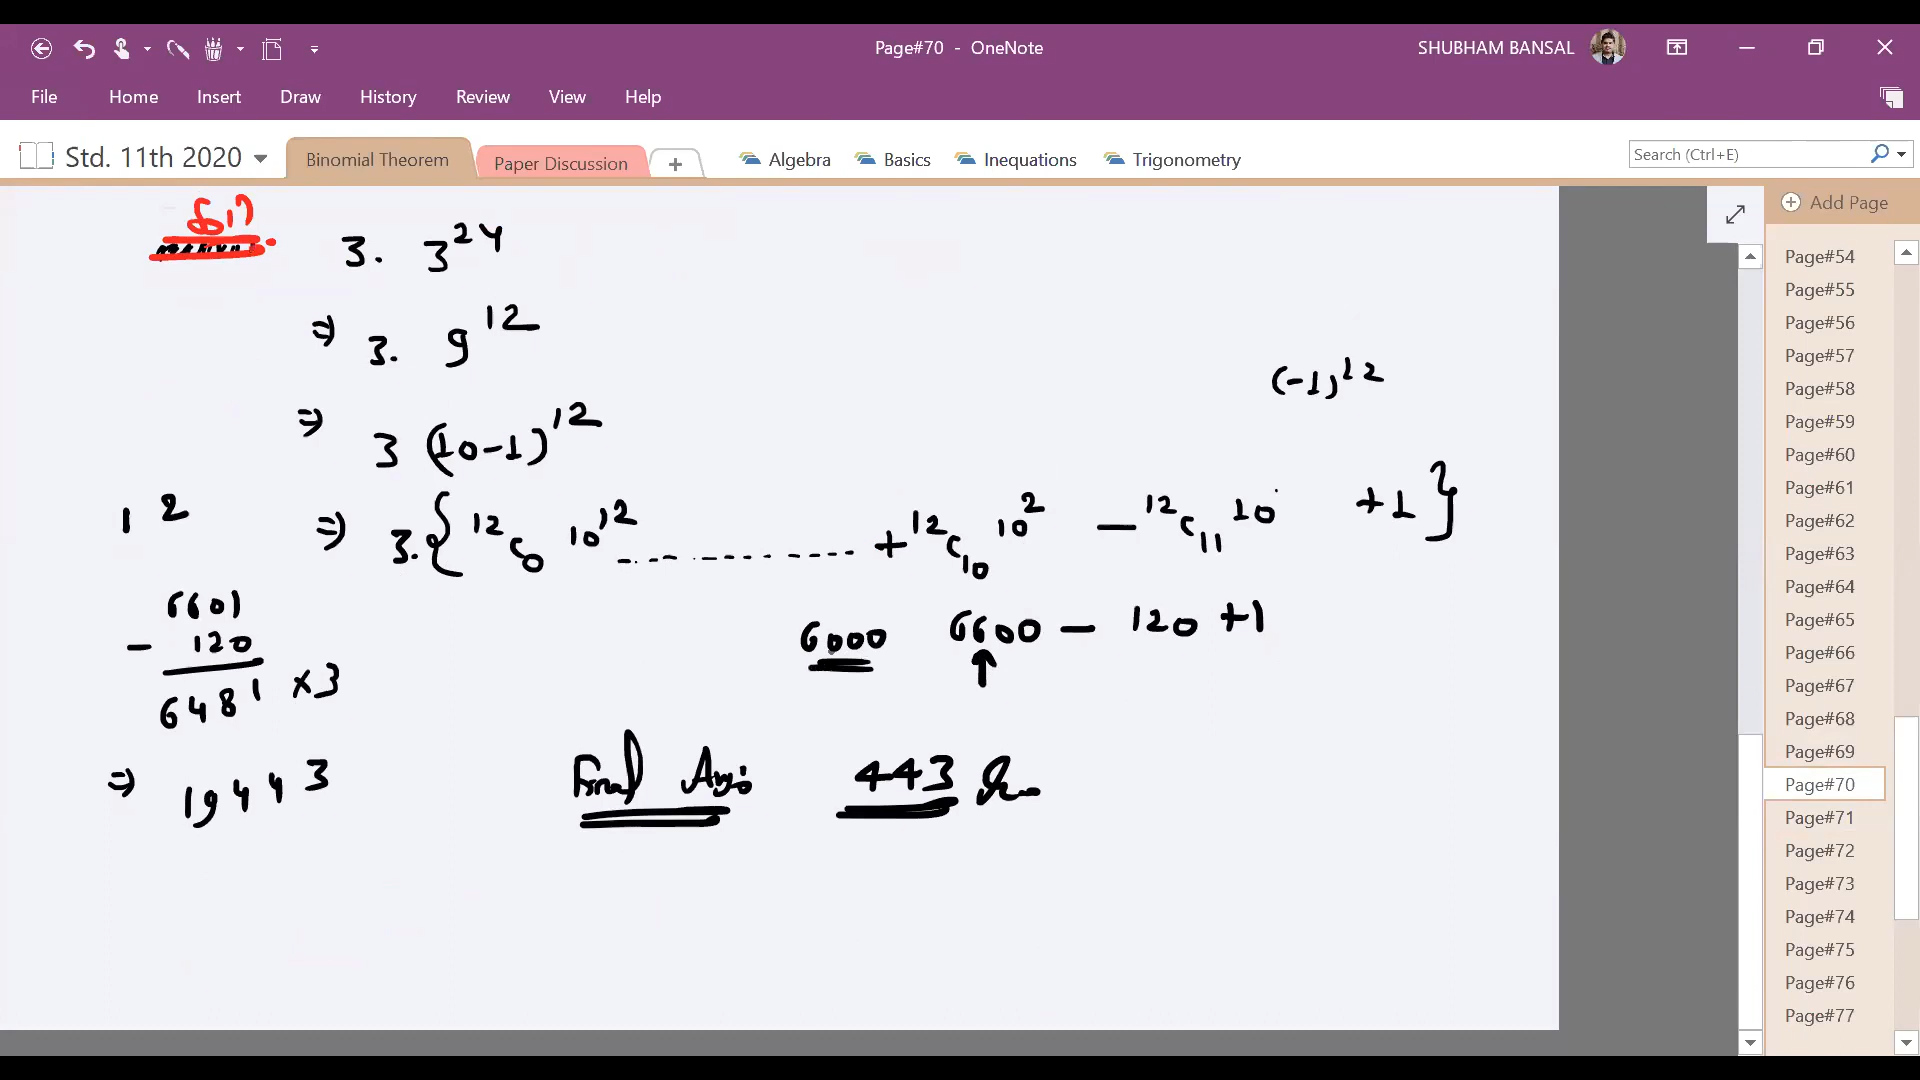 Page#70 - OneNote
SHUBHAM BANSAL
File Home Insert Draw History Review View Help
Std. 11th 2020
Binomial Theorem
Paper Discussion
Algebra
Basics
Inequations
Trigonometry
Search (Ctrl+E)
Add Page
Page#54
Page#55
Page#56
Page#57
Page#58
Page#59
Page#60
Page#61
Page#62
Page#63
Page#64
Page#65
Page#66
Page#67
Page#68
Page#69
Page#70
Page#71
Page#72
Page#73
Page#74
Page#75
Page#76
Page#77
3. 3²⁴
⇒ 3. 9¹²
(-1)¹²
⇒ 3 (10-1)¹²
1 2
⇒ 3. { ¹²C₀ 10¹² ------------ + ¹²C₁₀ 10² - ¹²C₁₁ 10 + 1 }
6601
- 120
6481 x3
⇒ 19443
6000 6600 - 120 +1
Final Ans: 443